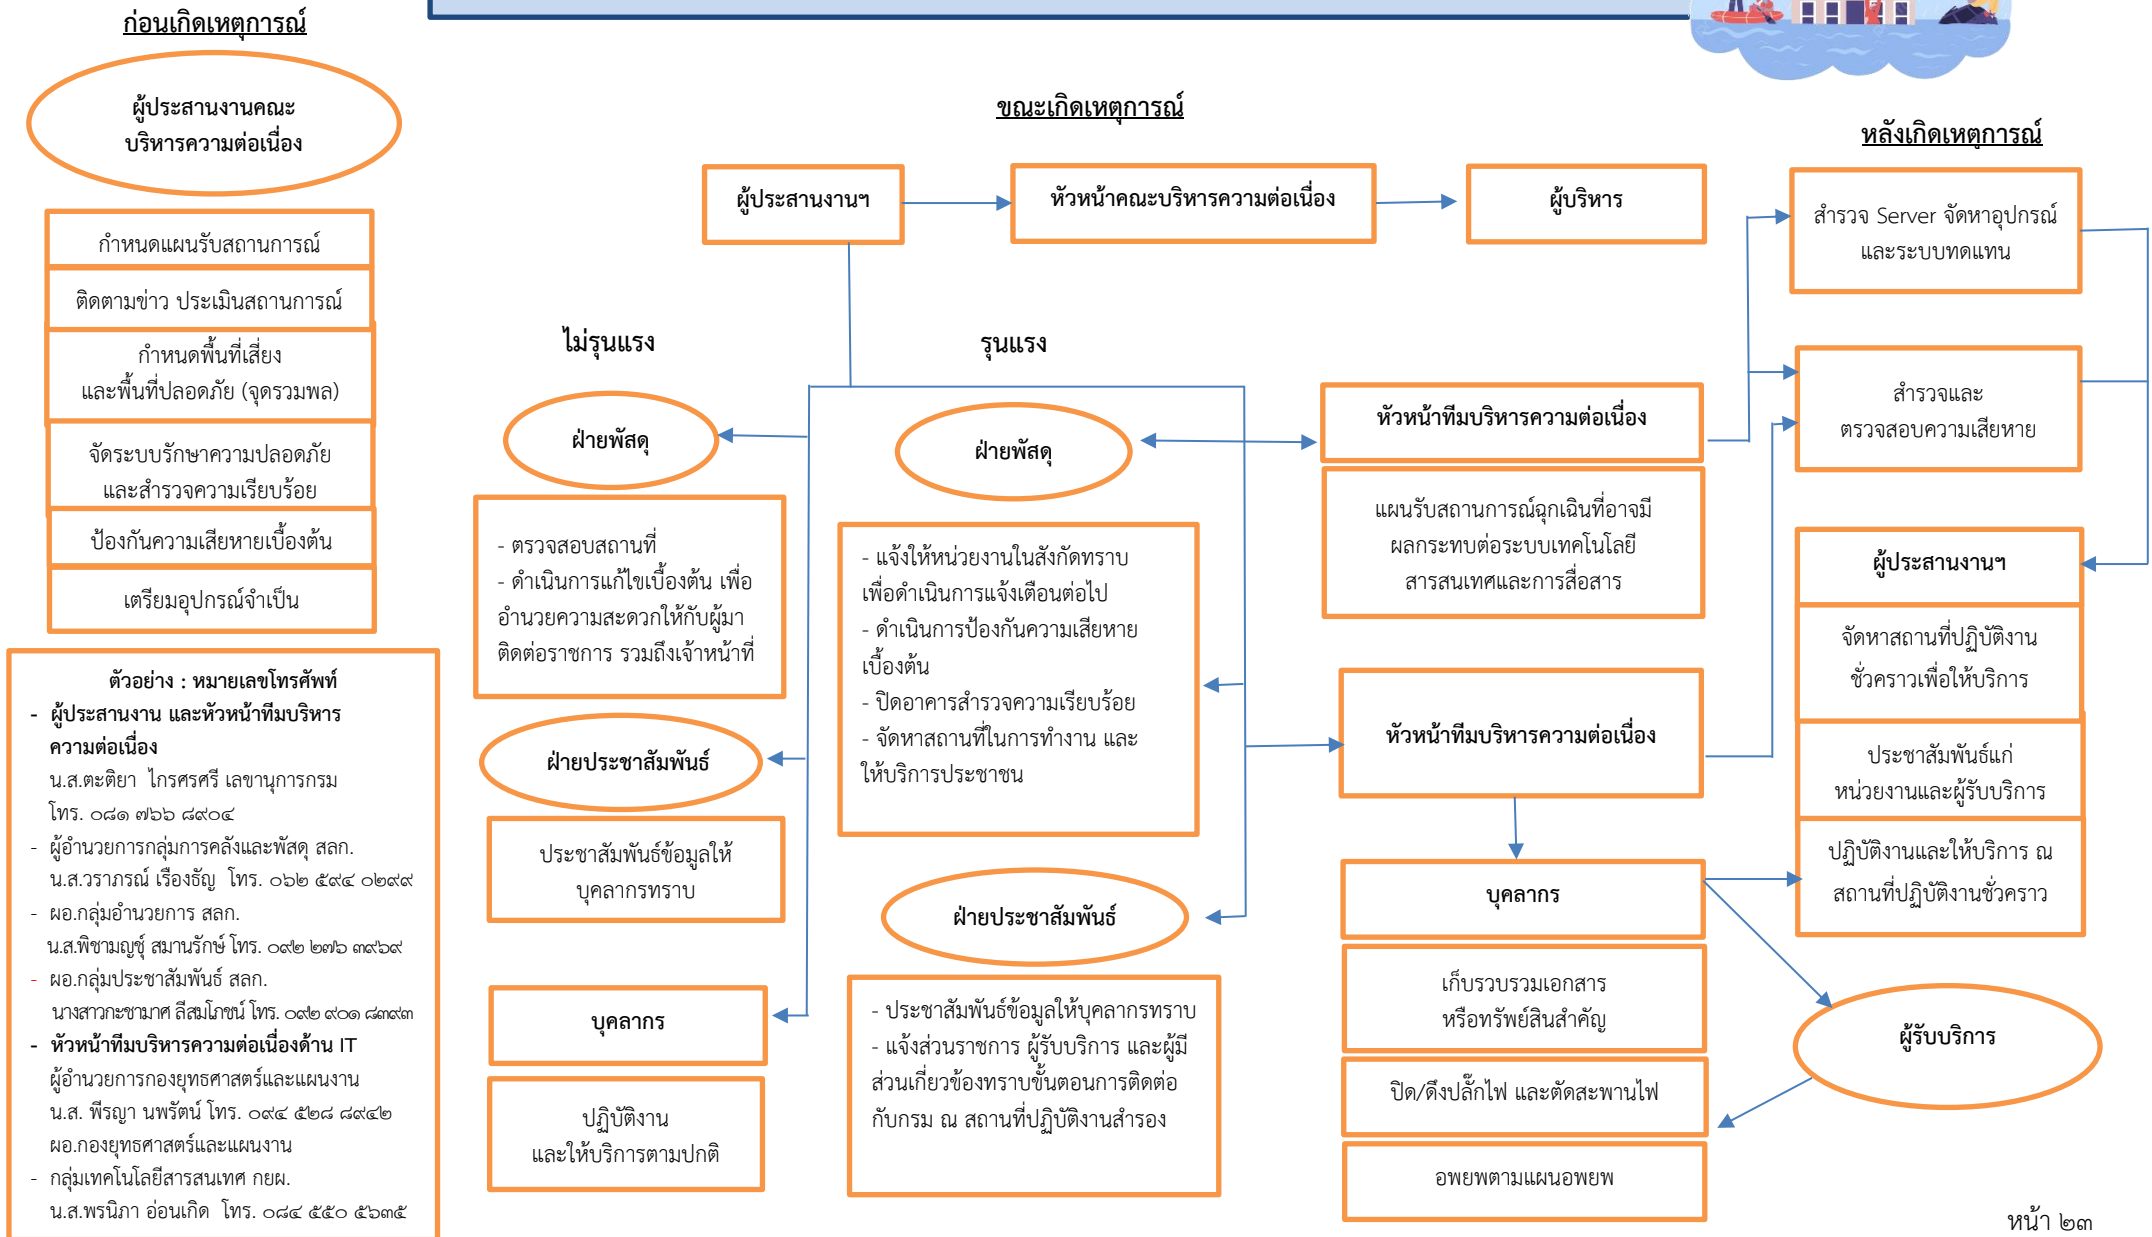 ก่อนเกิดเหตุการณ์
ผู้ประสานงานคณะ
บริหารความต่อเนื่อง
กำหนดแผนรับสถานการณ์
ติดตามข่าว ประเมินสถานการณ์
กำหนดพื้นที่เสี่ยง
และพื้นที่ปลอดภัย (จุดรวมพล)
จัดระบบรักษาความปลอดภัย
และสำรวจความเรียบร้อย
ป้องกันความเสียหายเบื้องต้น
เตรียมอุปกรณ์จำเป็น
ตัวอย่าง : หมายเลขโทรศัพท์
- ผู้ประสานงาน และหัวหน้าทีมบริหาร
ความต่อเนื่อง
น.ส.ตะติยา ไกรศรศรี เลขานุการกรม
โทร. ๐๘๑ ๗๖๖ ๘๙๐๔
- ผู้อำนวยการกลุ่มการคลังและพัสดุ สลก.
น.ส.วราภรณ์ เรืองธัญ โทร. ๐๖๒ ๕๙๔ ๐๒๙๙
- ผอ.กลุ่มอำนวยการ สลก.
น.ส.พิชามญชุ์ สมานรักษ์ โทร. ๐๙๒ ๒๗๖ ๓๙๖๙
- ผอ.กลุ่มประชาสัมพันธ์ สลก.
นางสาวกะชามาศ ลีสมโภชน์ โทร. ๐๙๒ ๙๐๑ ๘๓๙๓
- หัวหน้าทีมบริหารความต่อเนื่องด้าน IT
ผู้อำนวยการกองยุทธศาสตร์และแผนงาน
น.ส. พีรญา นพรัตน์ โทร. ๐๙๔ ๕๒๘ ๘๙๔๒
ผอ.กองยุทธศาสตร์และแผนงาน
- กลุ่มเทคโนโลยีสารสนเทศ กยผ.
น.ส.พรนิภา อ่อนเกิด โทร. ๐๘๔ ๕๕๐ ๕๖๓๕
ขณะเกิดเหตุการณ์
ผู้ประสานงานฯ
หัวหน้าคณะบริหารความต่อเนื่อง
ผู้บริหาร
ไม่รุนแรง
ฝ่ายพัสดุ
- ตรวจสอบสถานที่
- ดำเนินการแก้ไขเบื้องต้น เพื่อ
อำนวยความสะดวกให้กับผู้มา
ติดต่อราชการ รวมถึงเจ้าหน้าที่
ฝ่ายประชาสัมพันธ์
ประชาสัมพันธ์ข้อมูลให้
บุคลากรทราบ
บุคลากร
ปฏิบัติงาน
และให้บริการตามปกติ
รุนแรง
ฝ่ายพัสดุ
- แจ้งให้หน่วยงานในสังกัดทราบ
เพื่อดำเนินการแจ้งเตือนต่อไป
- ดำเนินการป้องกันความเสียหาย
เบื้องต้น
- ปิดอาคารสำรวจความเรียบร้อย
- จัดหาสถานที่ในการทำงาน และ
ให้บริการประชาชน
ฝ่ายประชาสัมพันธ์
- ประชาสัมพันธ์ข้อมูลให้บุคลากรทราบ
- แจ้งส่วนราชการ ผู้รับบริการ และผู้มี
ส่วนเกี่ยวข้องทราบขั้นตอนการติดต่อ
กับกรม ณ สถานที่ปฏิบัติงานสำรอง
หัวหน้าทีมบริหารความต่อเนื่อง
แผนรับสถานการณ์ฉุกเฉินที่อาจมี
ผลกระทบต่อระบบเทคโนโลยี
สารสนเทศและการสื่อสาร
หัวหน้าทีมบริหารความต่อเนื่อง
บุคลากร
เก็บรวบรวมเอกสาร
หรือทรัพย์สินสำคัญ
ปิด/ดึงปลั๊กไฟ และตัดสะพานไฟ
อพยพตามแผนอพยพ
หลังเกิดเหตุการณ์
สำรวจ Server จัดหาอุปกรณ์
และระบบทดแทน
สำรวจและ
ตรวจสอบความเสียหาย
ผู้ประสานงานฯ
จัดหาสถานที่ปฏิบัติงาน
ชั่วคราวเพื่อให้บริการ
ประชาสัมพันธ์แก่
หน่วยงานและผู้รับบริการ
ปฏิบัติงานและให้บริการ ณ
สถานที่ปฏิบัติงานชั่วคราว
ผู้รับบริการ
หน้า ๒๓